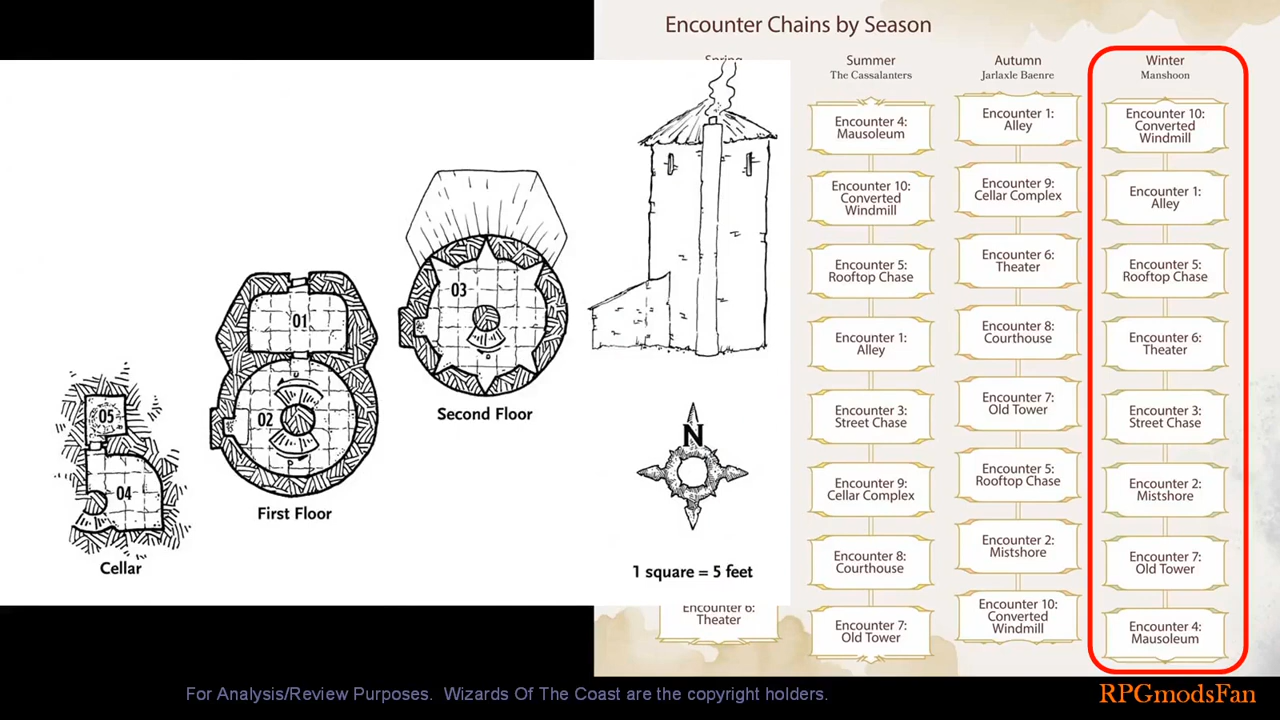 Encounter Chains by Season
Spring
Summer
The Cassalanters
Encounter 4:
Mausoleum
Encounter 10:
Converted
Windmill
Encounter 5:
Rooftop Chase
Encounter 1:
Alley
Encounter 3:
Street Chase
Encounter 9:
Cellar Complex
Encounter 8:
Courthouse
Encounter 7:
Old Tower
Autumn
Jarlaxle Baenre
Encounter 1:
Alley
Encounter 9:
Cellar Complex
Encounter 6:
Theater
Encounter 8:
Courthouse
Encounter 7:
Old Tower
Encounter 5:
Rooftop Chase
Encounter 2:
Mistshore
Encounter 10:
Converted
Windmill
Winter
Manshoon
Encounter 10:
Converted
Windmill
Encounter 1:
Alley
Encounter 5:
Rooftop Chase
Encounter 6:
Theater
Encounter 3:
Street Chase
Encounter 2:
Mistshore
Encounter 7:
Old Tower
Encounter 4:
Mausoleum
Encounter 6:
Theater
05
04
Cellar
01
U
02
D
First Floor
03
D
Second Floor
N
1 square = 5 feet
For Analysis/Review Purposes. Wizards Of The Coast are the copyright holders.
RPGmodsFan